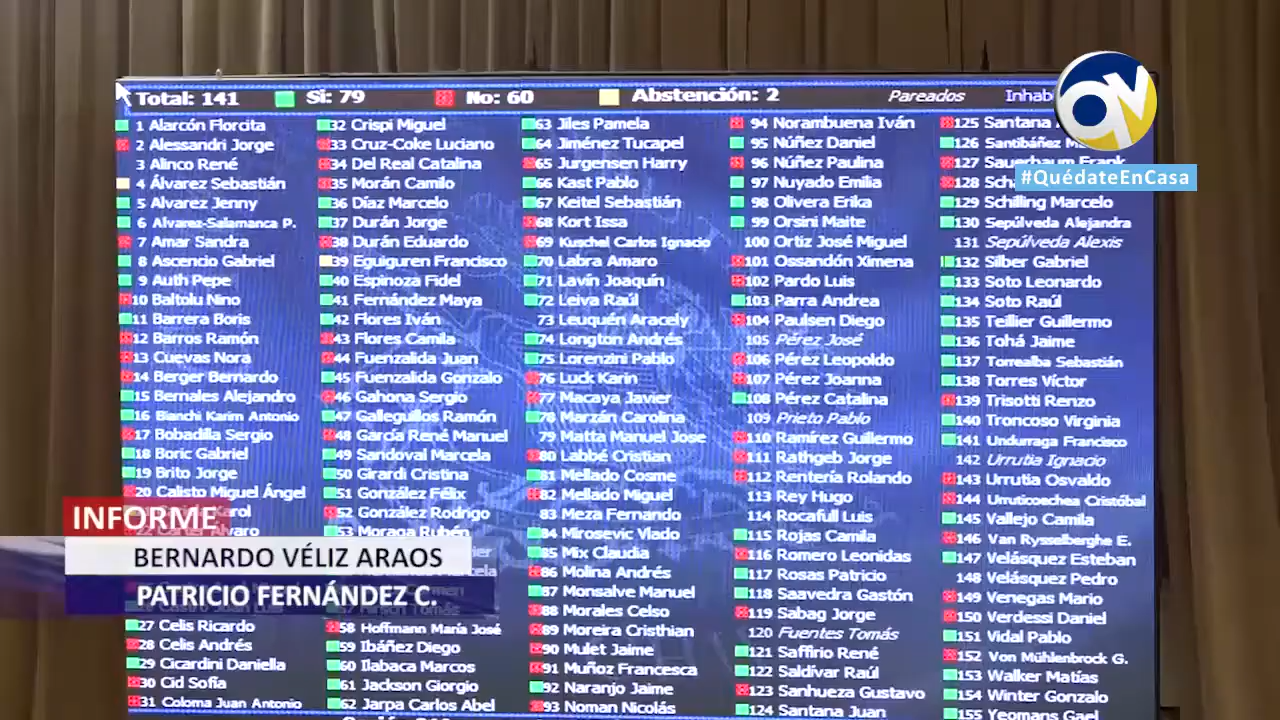 Total: 141 Si: 79 No: 60 Abstención: 2 Pareados Inhab
ON
#QuédateEnCasa
1 Alarcón Florcita
2 Alessandri Jorge
3 Alinco René
4 Álvarez Sebastián
5 Alvarez Jenny
6 Alvarez-Salamanca P.
7 Amar Sandra
8 Ascencio Gabriel
9 Auth Pepe
10 Baltolu Nino
11 Barrera Boris
12 Barros Ramón
13 Cuevas Nora
14 Berger Bernardo
15 Bernales Alejandro
16 Bianchi Karim Antonio
17 Bobadilla Sergio
18 Boric Gabriel
19 Brito Jorge
20 Calisto Miguel Ángel
Karol
Alvaro
27 Celis Ricardo
28 Celis Andrés
29 Cicardini Daniella
30 Cid Sofía
31 Coloma Juan Antonio
32 Crispi Miguel
33 Cruz-Coke Luciano
34 Del Real Catalina
35 Morán Camilo
36 Díaz Marcelo
37 Durán Jorge
38 Durán Eduardo
39 Eguiguren Francisco
40 Espinoza Fidel
41 Fernández Maya
42 Flores Iván
43 Flores Camila
44 Fuenzalida Juan
45 Fuenzalida Gonzalo
46 Gahona Sergio
47 Galleguillos Ramón
48 García René Manuel
49 Sandoval Marcela
50 Girardi Cristina
51 González Félix
52 González Rodrigo
53 Moraga Rubén
58 Hoffmann María José
59 Ibáñez Diego
60 Ilabaca Marcos
61 Jackson Giorgio
62 Jarpa Carlos Abel
63 Jiles Pamela
64 Jiménez Tucapel
65 Jurgensen Harry
66 Kast Pablo
67 Keitel Sebastián
68 Kort Issa
69 Kuschel Carlos Ignacio
70 Labra Amaro
71 Lavín Joaquín
72 Leiva Raúl
73 Leuquén Aracely
74 Longton Andrés
75 Lorenzini Pablo
76 Luck Karin
77 Macaya Javier
78 Marzán Carolina
79 Matta Manuel Jose
80 Labbé Cristian
81 Mellado Cosme
82 Mellado Miguel
83 Meza Fernando
84 Mirosevic Vlado
85 Mix Claudia
86 Molina Andrés
87 Monsalve Manuel
88 Morales Celso
89 Moreira Cristhian
90 Mulet Jaime
91 Muñoz Francesca
92 Naranjo Jaime
93 Noman Nicolás
94 Norambuena Iván
95 Núñez Daniel
96 Núñez Paulina
97 Nuyado Emilia
98 Olivera Erika
99 Orsini Maite
100 Ortiz José Miguel
101 Ossandón Ximena
102 Pardo Luis
103 Parra Andrea
104 Paulsen Diego
105 Pérez José
106 Pérez Leopoldo
107 Pérez Joanna
108 Pérez Catalina
109 Prieto Pablo
110 Ramírez Guillermo
111 Rathgeb Jorge
112 Rentería Rolando
113 Rey Hugo
114 Rocafull Luis
115 Rojas Camila
116 Romero Leonidas
117 Rosas Patricio
118 Saavedra Gastón
119 Sabag Jorge
120 Fuentes Tomás
121 Saffirio René
122 Saldívar Raúl
123 Sanhueza Gustavo
124 Santana Juan
125 Santana
126 Santibáñez
127 Sauerbaum Frank
128
129 Schilling Marcelo
130 Sepúlveda Alejandra
131 Sepúlveda Alexis
132 Silber Gabriel
133 Soto Leonardo
134 Soto Raúl
135 Teillier Guillermo
136 Tohá Jaime
137 Torrealba Sebastián
138 Torres Víctor
139 Trisotti Renzo
140 Troncoso Virginia
141 Undurraga Francisco
142 Urrutia Ignacio
143 Urrutia Osvaldo
144 Urruticoechea Cristóbal
145 Vallejo Camila
146 Van Rysselberghe E.
147 Velásquez Esteban
148 Velásquez Pedro
149 Venegas Mario
150 Verdessi Daniel
151 Vidal Pablo
152 Von Mühlenbrock G.
153 Walker Matías
154 Winter Gonzalo
155 Yeomans Gael
INFORME
BERNARDO VÉLIZ ARAOS
PATRICIO FERNÁNDEZ C.